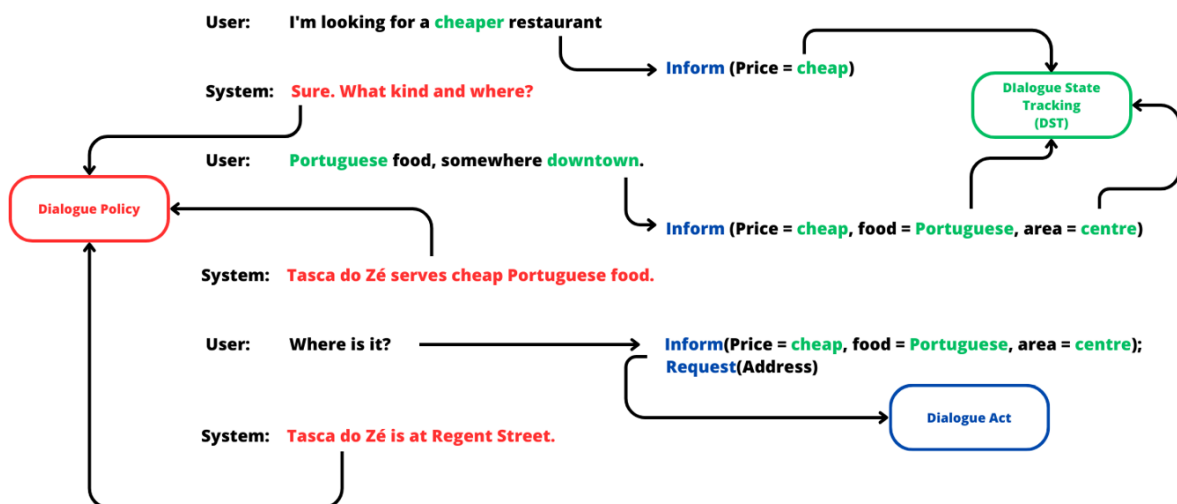 User: I'm looking for a cheaper restaurant
Inform (Price = cheap)
System: Sure. What kind and where?
DIalogue State
Tracking
(DST)
User: Portuguese food, somewhere downtown.
Dialogue Policy
Inform (Price = cheap, food = Portuguese, area = centre)
System: Tasca do Zé serves cheap Portuguese food.
User: Where is it?
Inform(Price = cheap, food = Portuguese, area = centre);
Request(Address)
Dialogue Act
System: Tasca do Zé is at Regent Street.